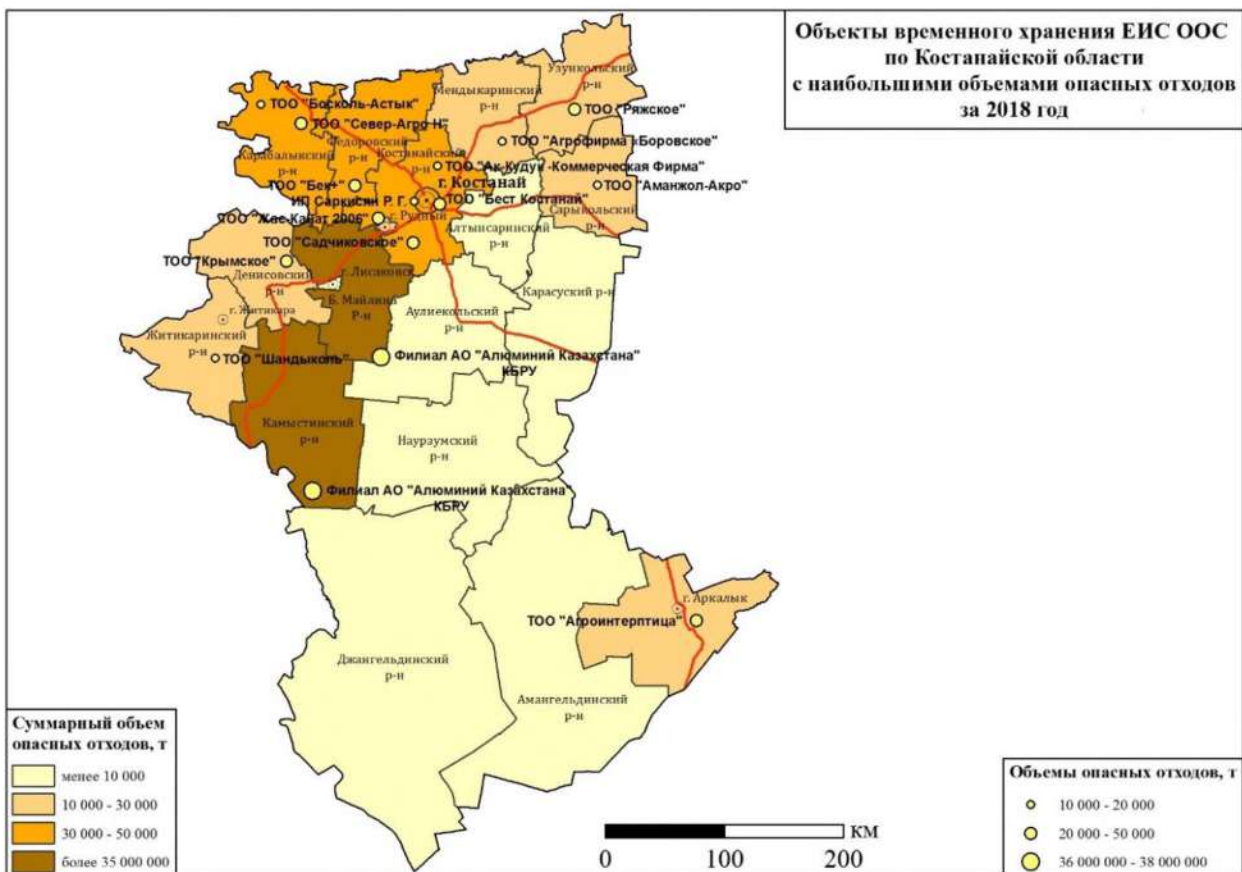 Объекты временного хранения ЕИС ООС
по Костанайской области
с наибольшими объемами опасных отходов
за 2018 год
Узункольский
р-н
Мендыкаринский
р-н
ТОО "Босколь-Астык"
ТОО "Север-Агро Н"
ТОО "Ряжское"
ТОО "Агрофирма «Боровское"
Федоровский
р-н
Костанайский
р-н
Карабалыкский
р-н
ТОО "Ак-Кудук -Коммерческая Фирма"
г. Костанай
ТОО "Бек+"
ТОО "Аманжол-Акро"
ИП Саркисян Р. Г.
ТОО "Бест Костанай"
Сарыкольский
р-н
ТОО "Жас-Канат 2006"
г. Рудный
Алтынсаринский
р-н
ТОО "Садчиковское"
ТОО "Крымское"
Денисовский
р-н
г. Лисаковск
Б. Майлина
Р-н
Карасуский р-н
Аулиекольский
р-н
г. Житикара
Житикаринский
р-н
ТОО "Шандыколь"
Филиал АО "Алюминий Казахстана"
КБРУ
Камыстинский
р-н
Наурзумский
р-н
Филиал АО "Алюминий Казахстана"
КБРУ
г. Аркалык
ТОО "Агроинтерптица"
Джангельдинский
р-н
Амангельдинский
р-н
Суммарный объем
опасных отходов, т
менее 10 000
10 000 - 30 000
30 000 - 50 000
более 35 000 000
КМ
0 100 200
Объемы опасных отходов, т
10 000 - 20 000
20 000 - 50 000
36 000 000 - 38 000 000